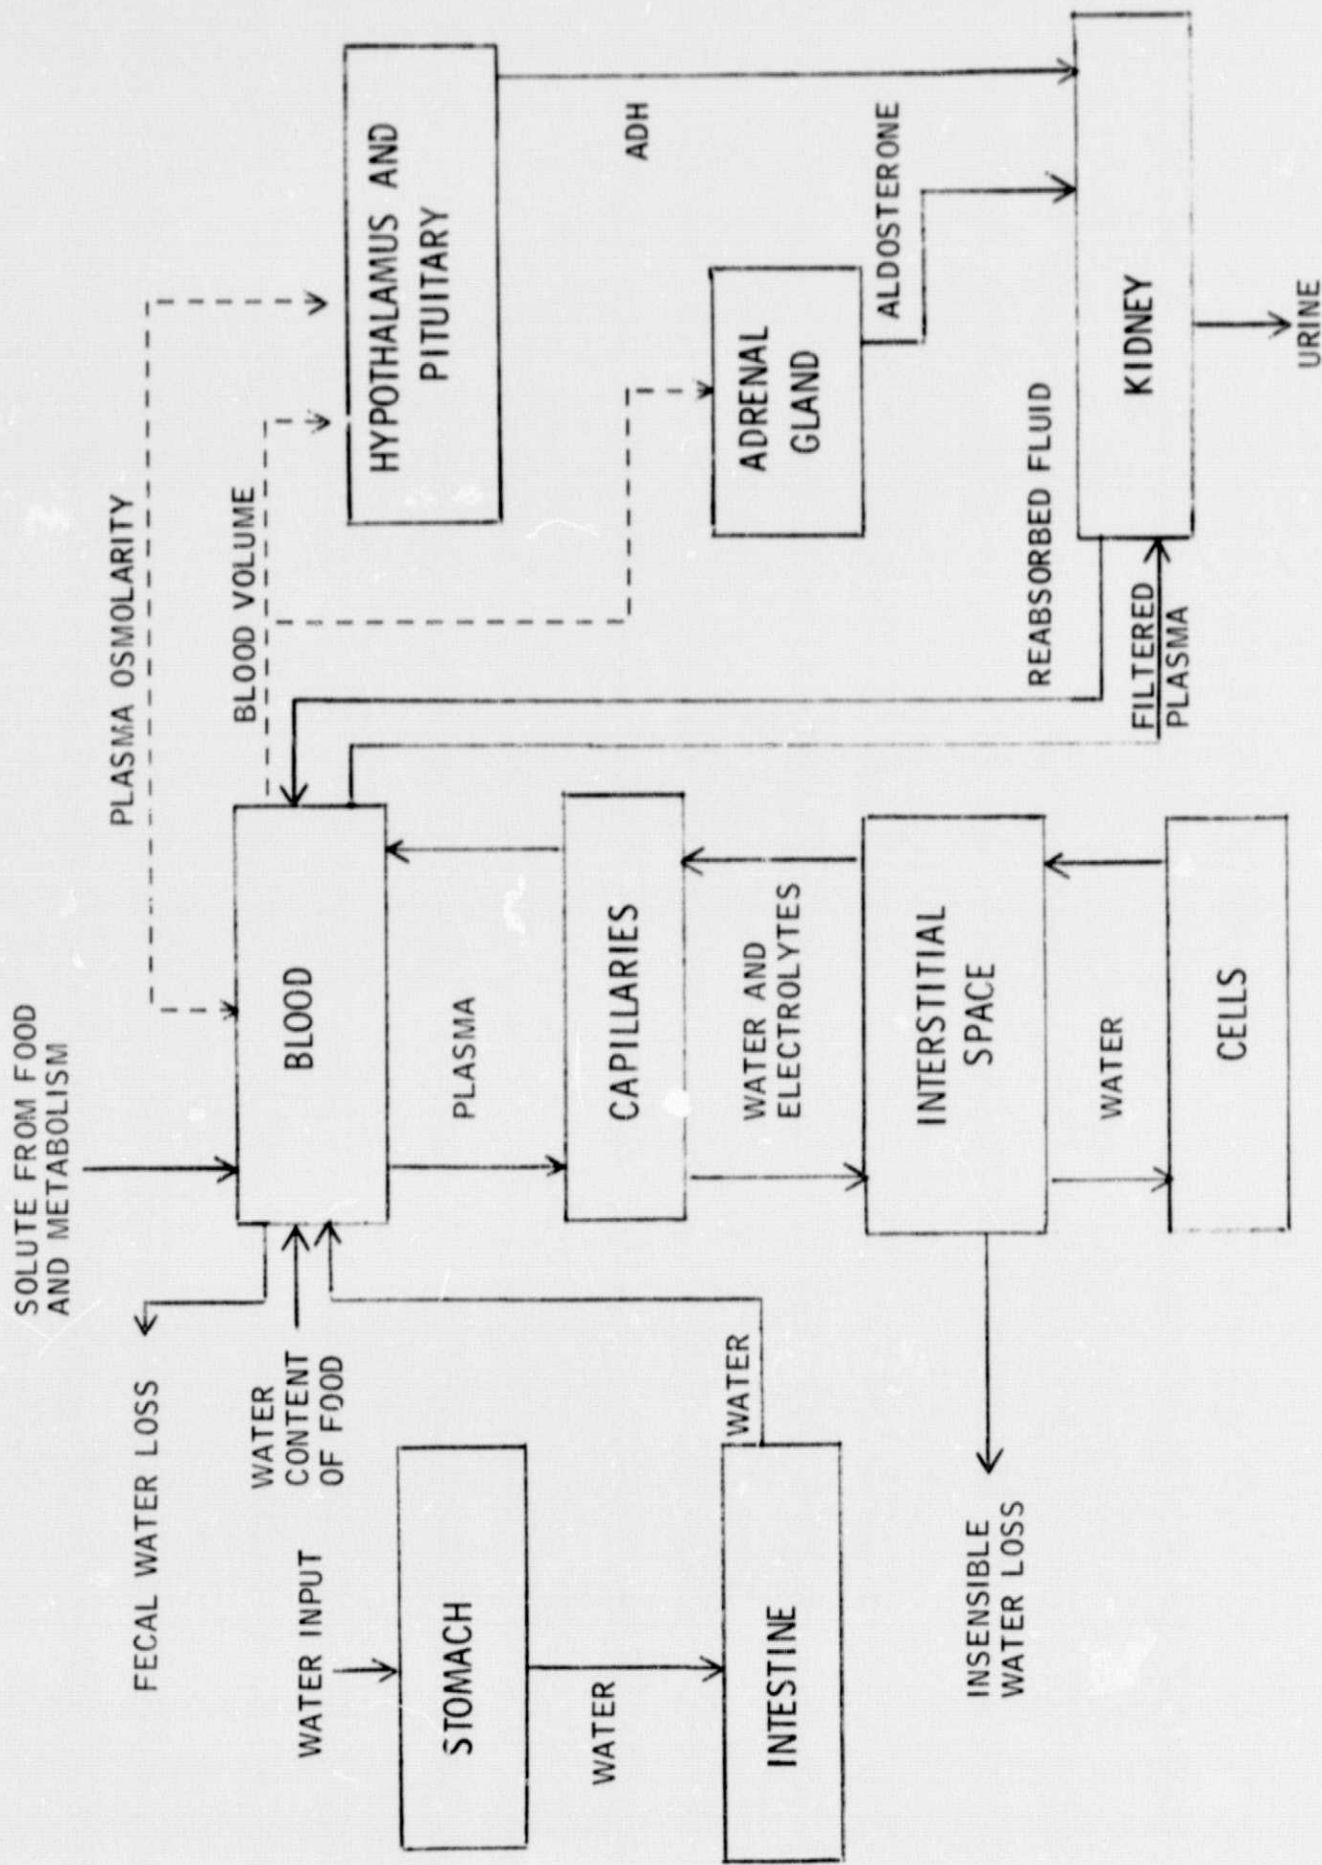 SOLUTE FROM FOOD
AND METABOLISM
PLASMA OSMOLARITY
FECAL WATER LOSS
BLOOD VOLUME
WATER
CONTENT
OF FOOD
BLOOD
HYPOTHALAMUS AND
PITUITARY
WATER INPUT
STOMACH
PLASMA
ADH
WATER
CAPILLARIES
ADRENAL
GLAND
WATER
WATER AND
ELECTROLYTES
ALDOSTERONE
INTESTINE
INTERSTITIAL
SPACE
REABSORBED FLUID
INSENSIBLE
WATER LOSS
WATER
FILTERED
PLASMA
KIDNEY
CELLS
URINE